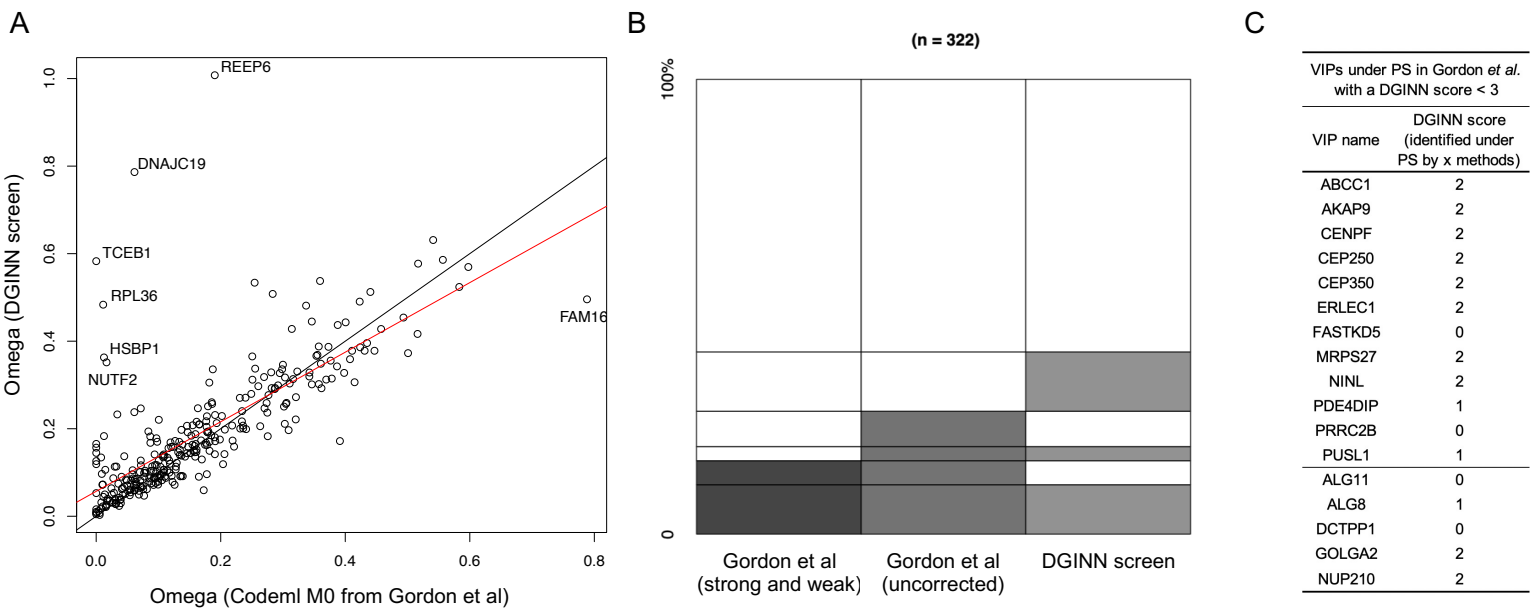 A
REEP6
DNAJC19
TCEB1
RPL36
HSBP1
NUTF2
FAM16
1.0
0.8
0.6
0.4
0.2
0.0
Omega (DGINN screen)
0.0 0.2 0.4 0.6 0.8
Omega (Codeml M0 from Gordon et al)
B
(n = 322)
100%
0
Gordon et al
(strong and weak)
Gordon et al
(uncorrected)
DGINN screen
C
VIPs under PS in Gordon et al.
with a DGINN score < 3
VIP name
DGINN score
(identified under
PS by x methods)
ABCC1 2
AKAP9 2
CENPF 2
CEP250 2
CEP350 2
ERLEC1 2
FASTKD5 0
MRPS27 2
NINL 2
PDE4DIP 1
PRRC2B 0
PUSL1 1
ALG11 0
ALG8 1
DCTPP1 0
GOLGA2 2
NUP210 2